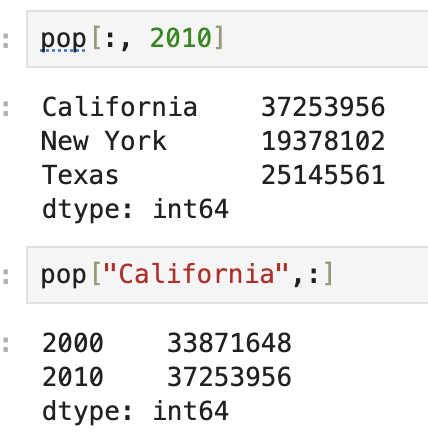 : pop[:, 2010]
: California    37253956
New York      19378102
Texas         25145561
dtype: int64
: pop["California",:]
: 2000    33871648
2010    37253956
dtype: int64